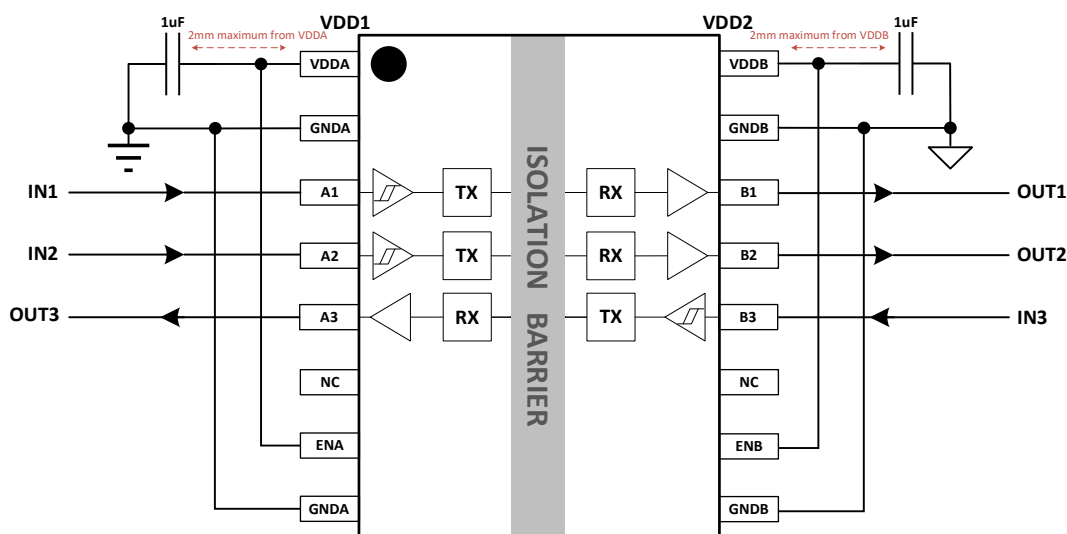 1uF
VDD1
VDD2
1uF
2mm maximum from VDDA
2mm maximum from VDDB
VDDA
VDDB
GNDA
GNDB
IN1
A1
TX
RX
B1
OUT1
IN2
A2
TX
RX
B2
OUT2
OUT3
A3
RX
TX
B3
IN3
ISOLATION BARRIER
NC
NC
ENA
ENB
GNDA
GNDB